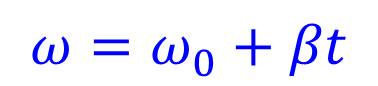 ω = ω₀ + βt